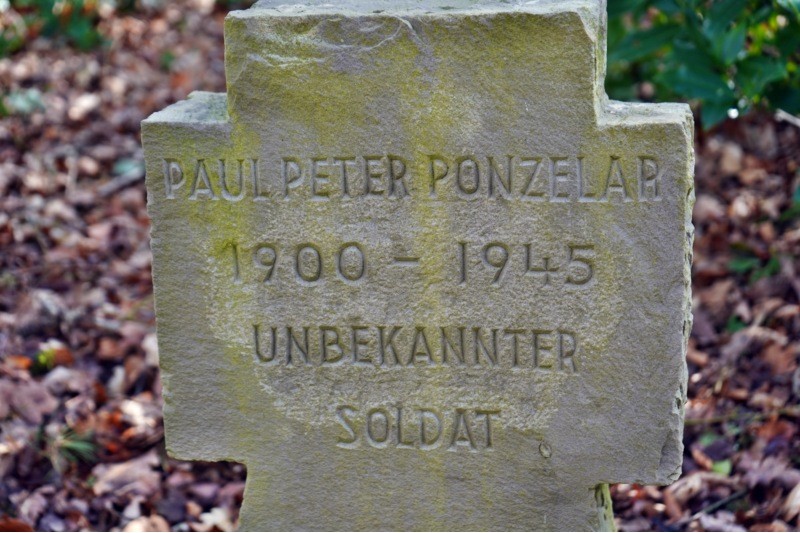 PAUL PETER PONZELAR
1900 – 1945
UNBEKANNTER
SOLDAT